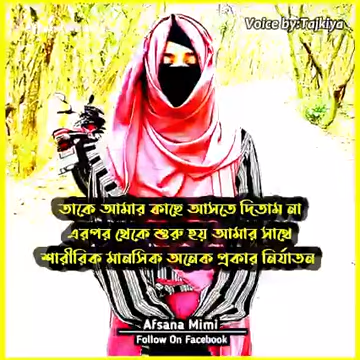 Voice by:Tajkiya
তাকে আমার কাছে আসতে দিতাম না
এরপর থেকে শুরু হয় আমার সাথে
শারীরিক মানসিক অনেক প্রকার নির্যাতন
Afsana Mimi
Follow On Facebook